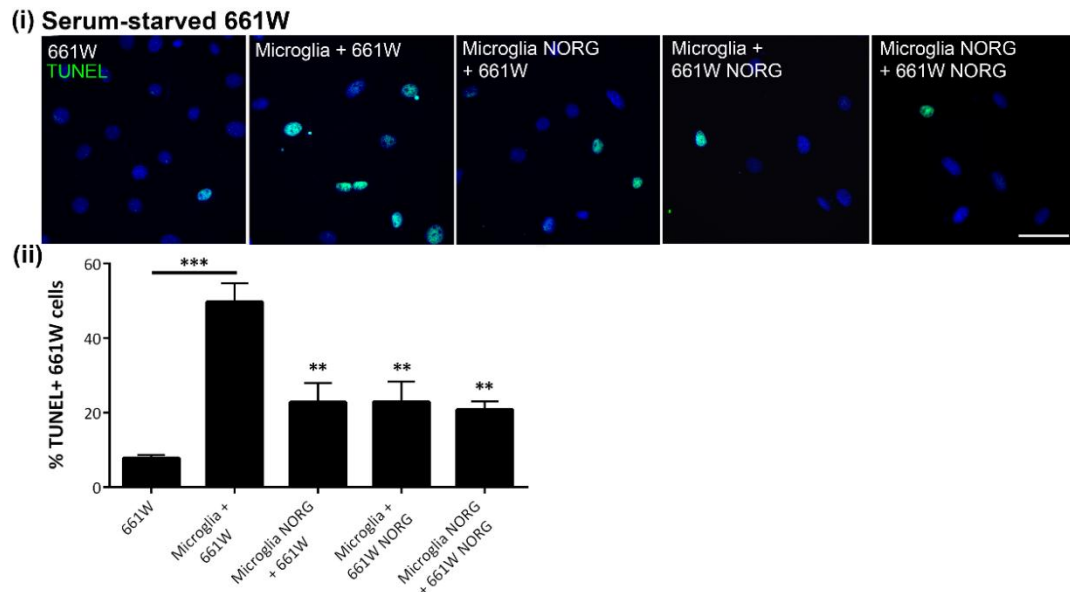 (i) Serum-starved 661W
661W
TUNEL
Microglia + 661W
Microglia NORG
+ 661W
Microglia +
661W NORG
Microglia NORG
+ 661W NORG
(ii)
% TUNEL+ 661W cells
60
40
20
0
***
**
**
**
661W
Microglia +
661W
Microglia NORG
+ 661W
Microglia +
661W NORG
Microglia NORG
+ 661W NORG